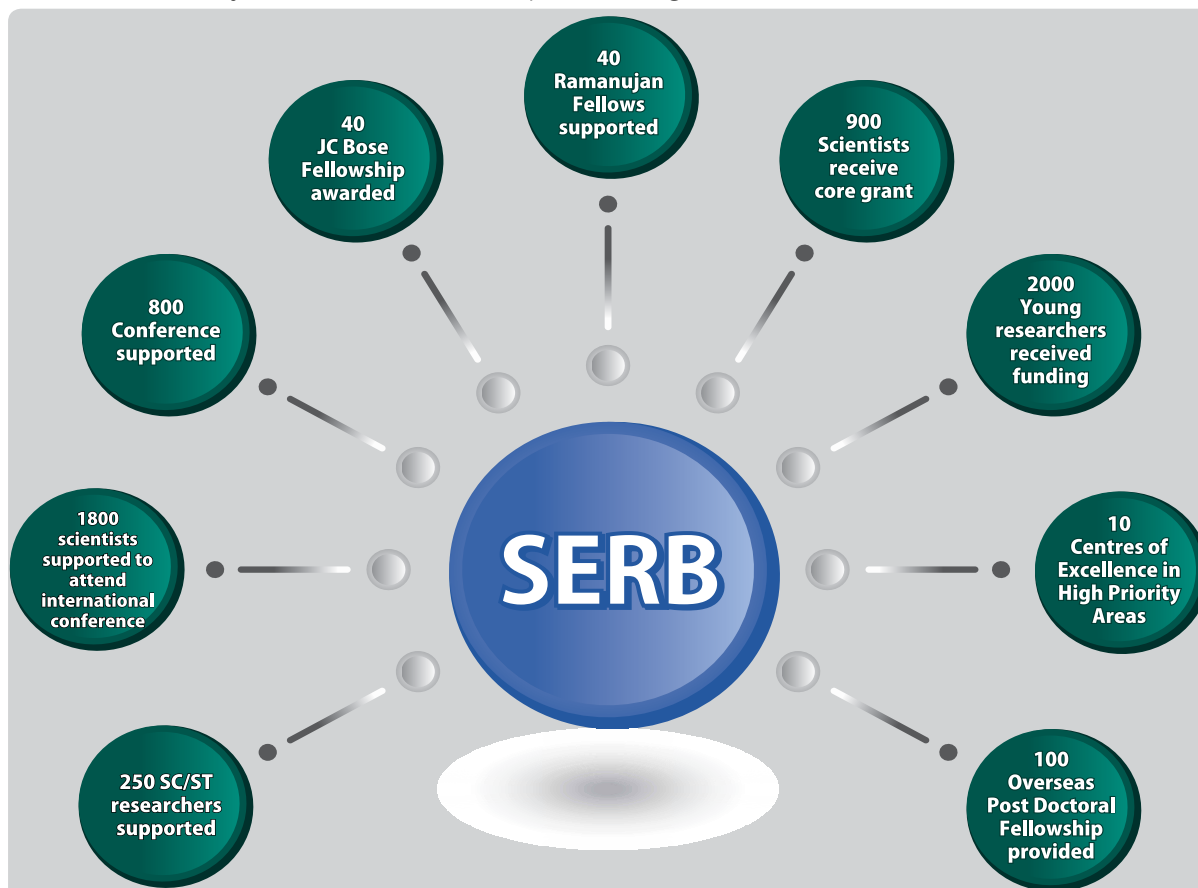 40
Ramanujan
Fellows
supported
40
JC Bose
Fellowship
awarded
900
Scientists
receive
core grant
800
Conference
supported
2000
Young
researchers
received
funding
1800
scientists
supported to
attend
international
conference
SERB
10
Centres of
Excellence in
High Priority
Areas
250 SC/ST
researchers
supported
100
Overseas
Post Doctoral
Fellowship
provided